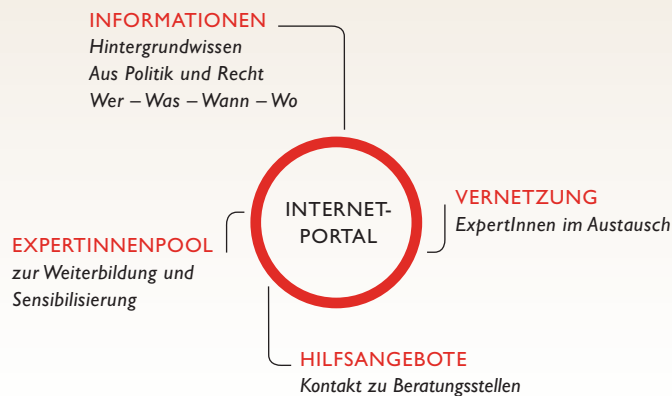 INFORMATIONEN
Hintergrundwissen
Aus Politik und Recht
Wer – Was – Wann – Wo
INTERNET-
PORTAL
VERNETZUNG
ExpertInnen im Austausch
EXPERTINNENPOOL
zur Weiterbildung und
Sensibilisierung
HILFSANGEBOTE
Kontakt zu Beratungsstellen